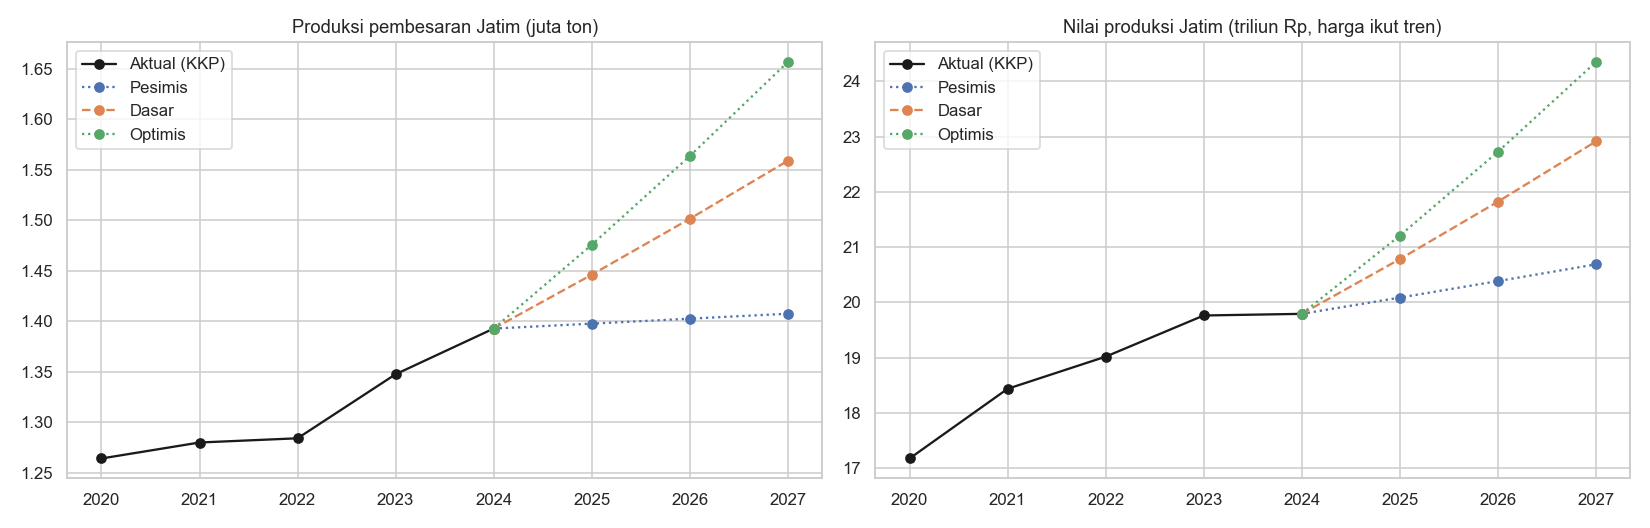 Produksi pembesaran Jatim (juta ton)
Aktual (KKP)
Pesimis
Dasar
Optimis
1.65
1.60
1.55
1.50
1.45
1.40
1.35
1.30
1.25
2020 2021 2022 2023 2024 2025 2026 2027
Nilai produksi Jatim (triliun Rp, harga ikut tren)
Aktual (KKP)
Pesimis
Dasar
Optimis
24
23
22
21
20
19
18
17
2020 2021 2022 2023 2024 2025 2026 2027